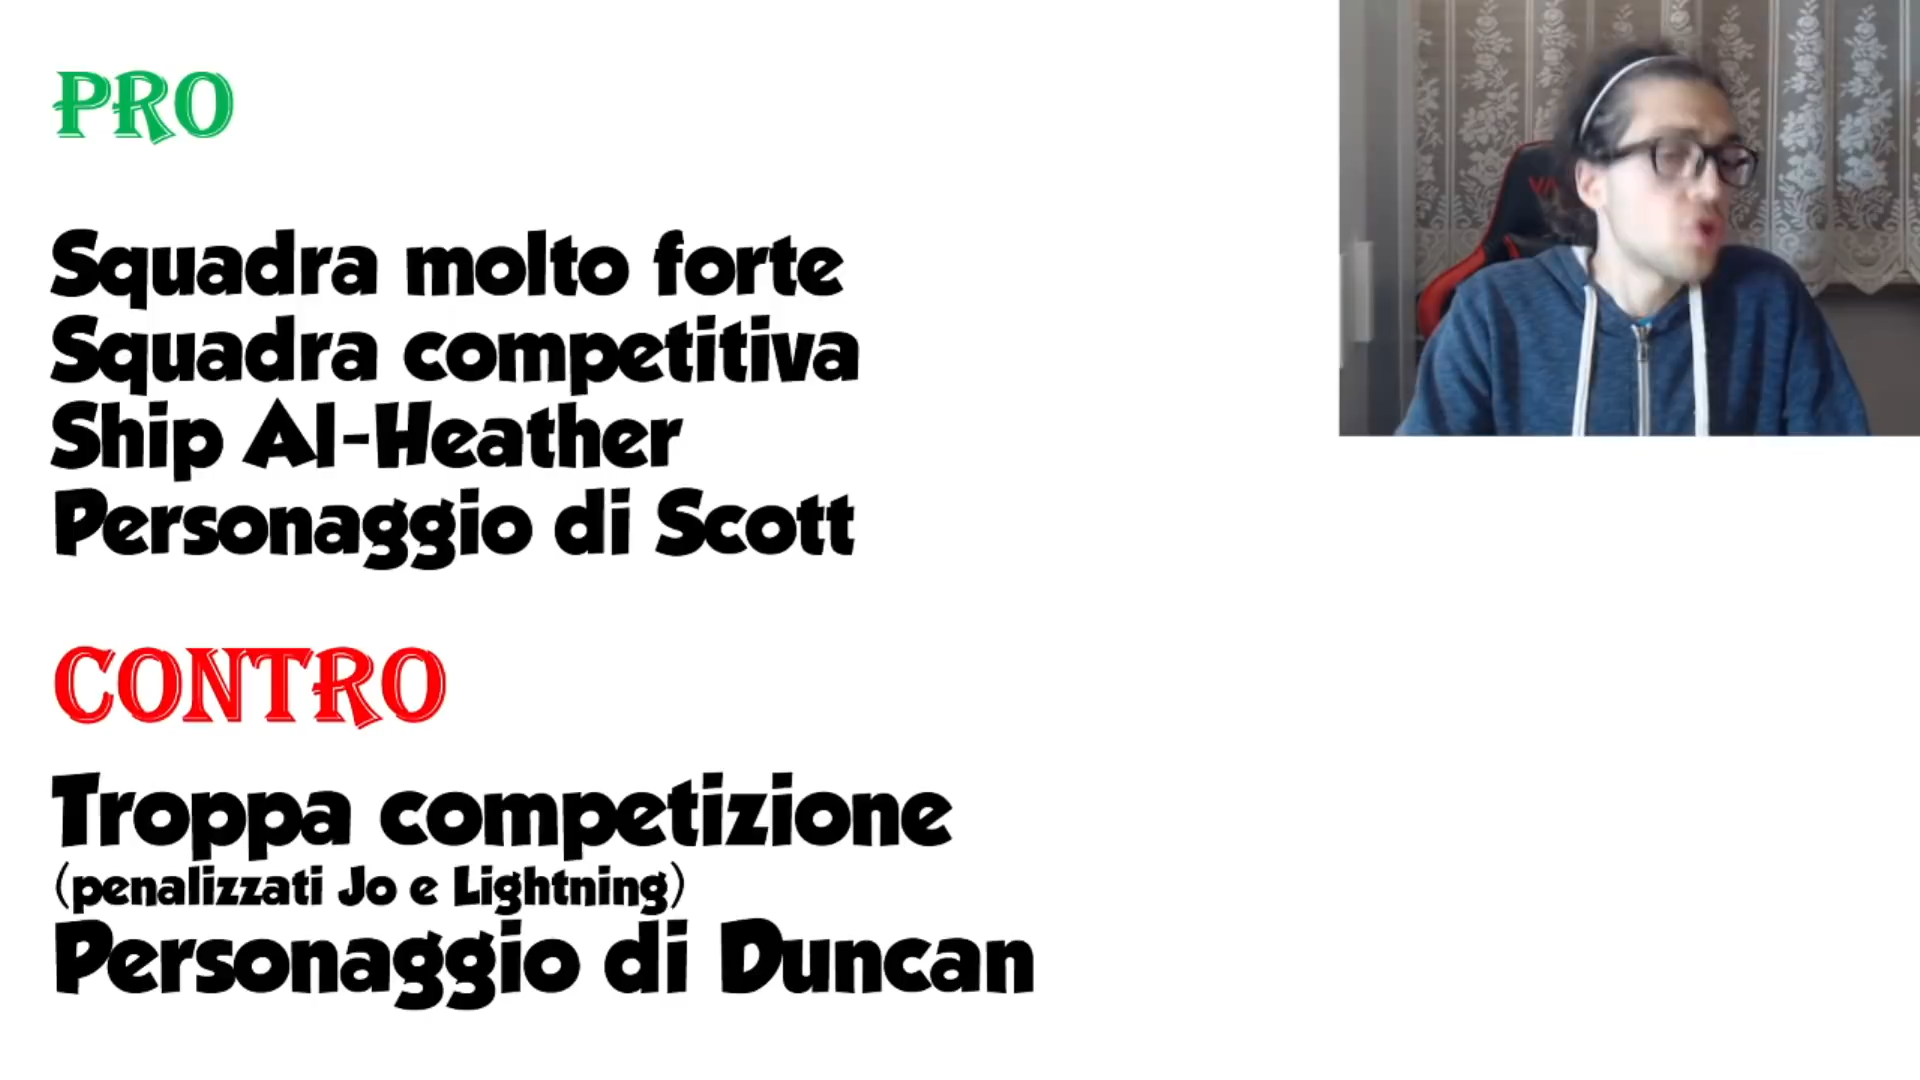 PRO
Squadra molto forte
Squadra competitiva
Ship Al-Heather
Personaggio di Scott
CONTRO
Troppa competizione
(penalizzati Jo e Lightning)
Personaggio di Duncan